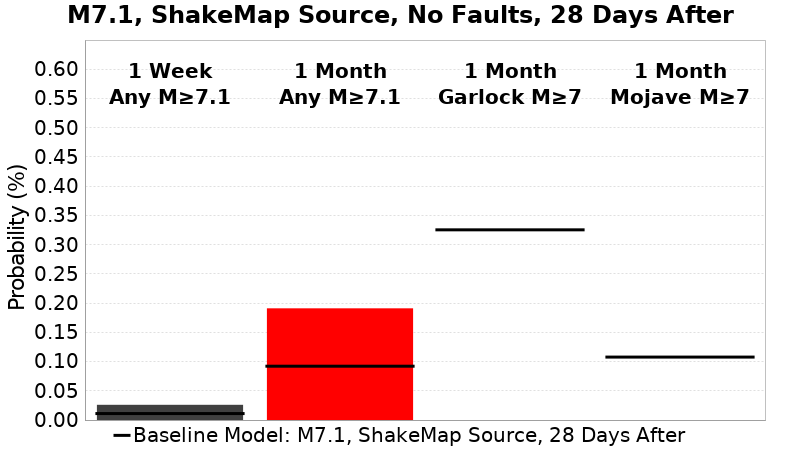 M7.1, ShakeMap Source, No Faults, 28 Days After
1 Week
Any M≥7.1
1 Month
Any M≥7.1
1 Month
Garlock M≥7
1 Month
Mojave M≥7
Probability (%)
0.60
0.55
0.50
0.45
0.40
0.35
0.30
0.25
0.20
0.15
0.10
0.05
0.00
Baseline Model: M7.1, ShakeMap Source, 28 Days After